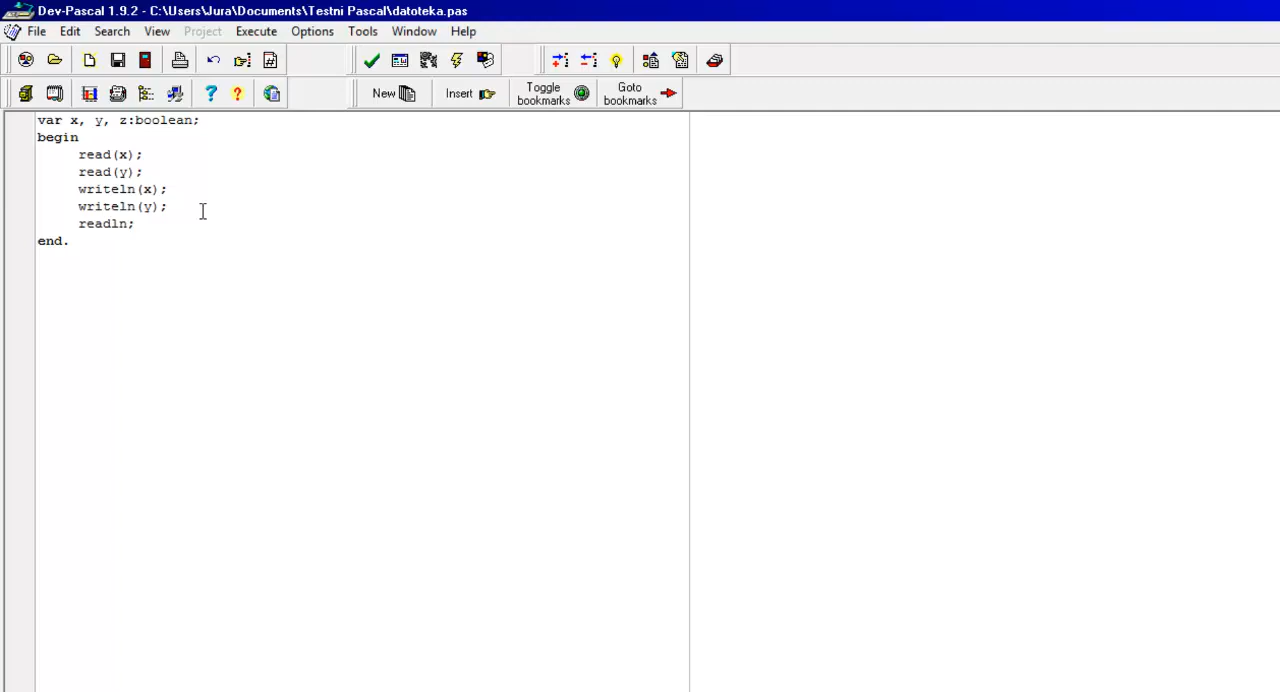 Dev-Pascal 1.9.2 - C:\Users\Jura\Documents\Testni Pascal\datoteka.pas
File Edit Search View Project Execute Options Tools Window Help
New Insert Toggle bookmarks Goto bookmarks
var x, y, z:boolean;
begin
read(x);
read(y);
writeln(x);
writeln(y);
readln;
end.